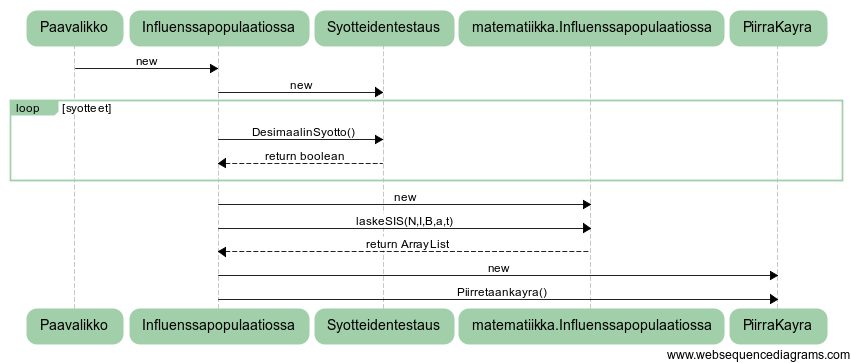 Paavalikko Influenssapopulaatiossa Syotteidentestaus matematiikka.Influenssapopulaatiossa PiirraKayra
new
new
loop [syotteet]
DesimaalinSyotto()
return boolean
new
laskeSIS(N,I,B,a,t)
return ArrayList
new
Piirretaankayra()
Paavalikko Influenssapopulaatiossa Syotteidentestaus matematiikka.Influenssapopulaatiossa PiirraKayra
www.websequencediagrams.com